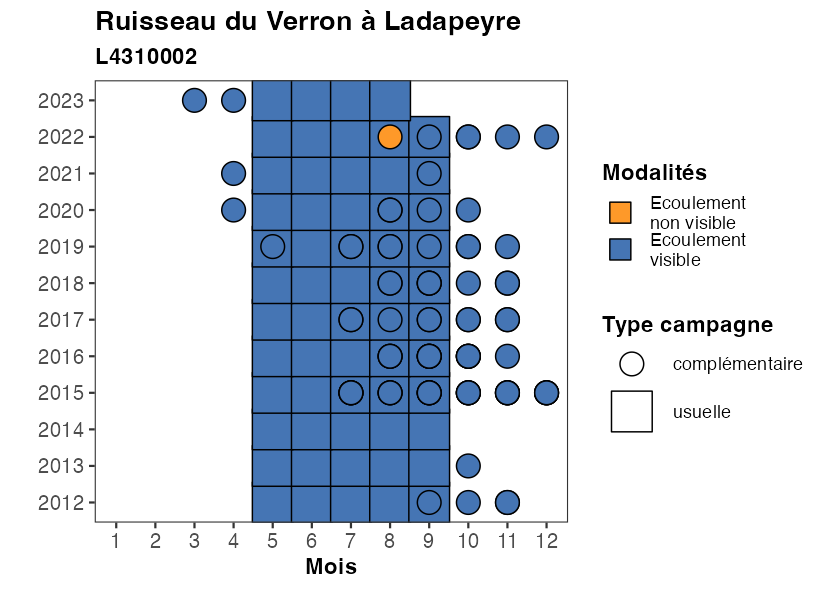 Ruisseau du Verron à Ladapeyre
L4310002
2023
2022
2021
2020
2019
2018
2017
2016
2015
2014
2013
2012
1 2 3 4 5 6 7 8 9 10 11 12
Mois
Modalités
Ecoulement
non visible
Ecoulement
visible
Type campagne
complémentaire
usuelle